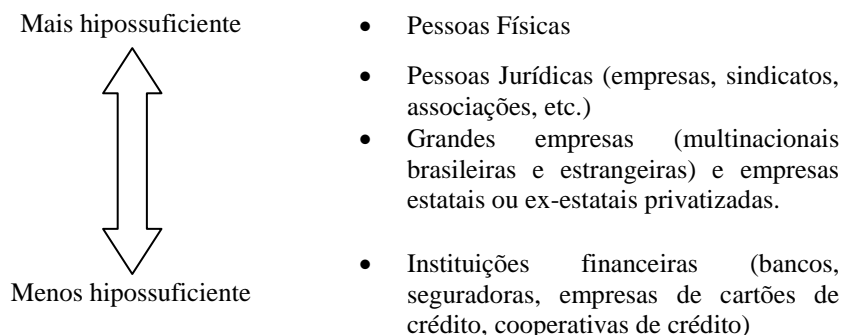 Mais hipossuficiente
Menos hipossuficiente
• Pessoas Físicas
• Pessoas Jurídicas (empresas, sindicatos,
associações, etc.)
• Grandes empresas (multinacionais
brasileiras e estrangeiras) e empresas
estatais ou ex-estatais privatizadas.
• Instituições financeiras (bancos,
seguradoras, empresas de cartões de
crédito, cooperativas de crédito)